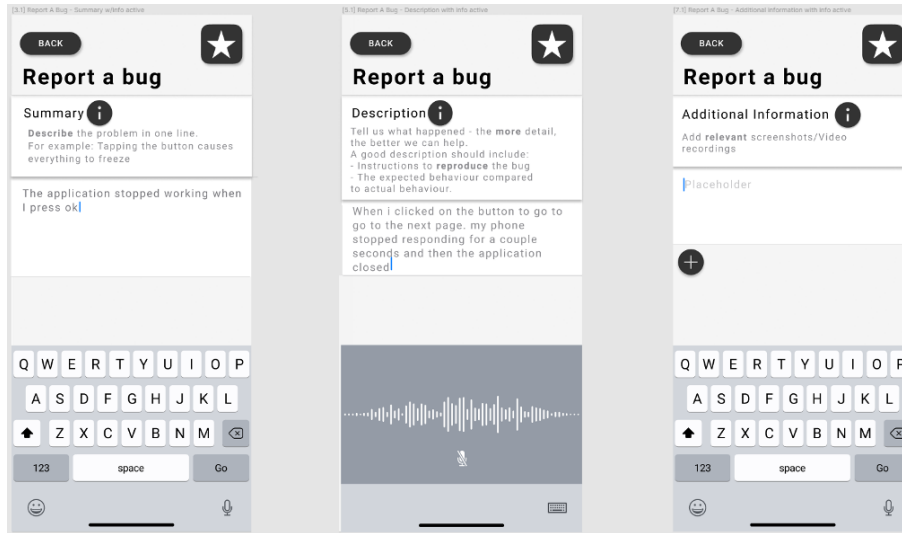 [3.1] Report A Bug - Summary w/Info active
BACK
Report a bug
Summary i
Describe the problem in one line.
For example: Tapping the button causes
everything to freeze
The application stopped working when
I press ok
Q W E R T Y U I O P
A S D F G H J K L
Z X C V B N M
123 space Go
[5.1] Report A Bug - Description with Info active
BACK
Report a bug
Description i
Tell us what happened - the more detail,
the better we can help.
A good description should include:
- Instructions to reproduce the bug
- The expected behaviour compared
to actual behaviour.
When i clicked on the button to go to
go to the next page. my phone
stopped responding for a couple
seconds and then the application
closed
[7.1] Report A Bug - Additional Information with Info active
BACK
Report a bug
Additional Information i
Add relevant screenshots/Video
recordings
Placeholder
Q W E R T Y U I O P
A S D F G H J K L
Z X C V B N M
123 space Go